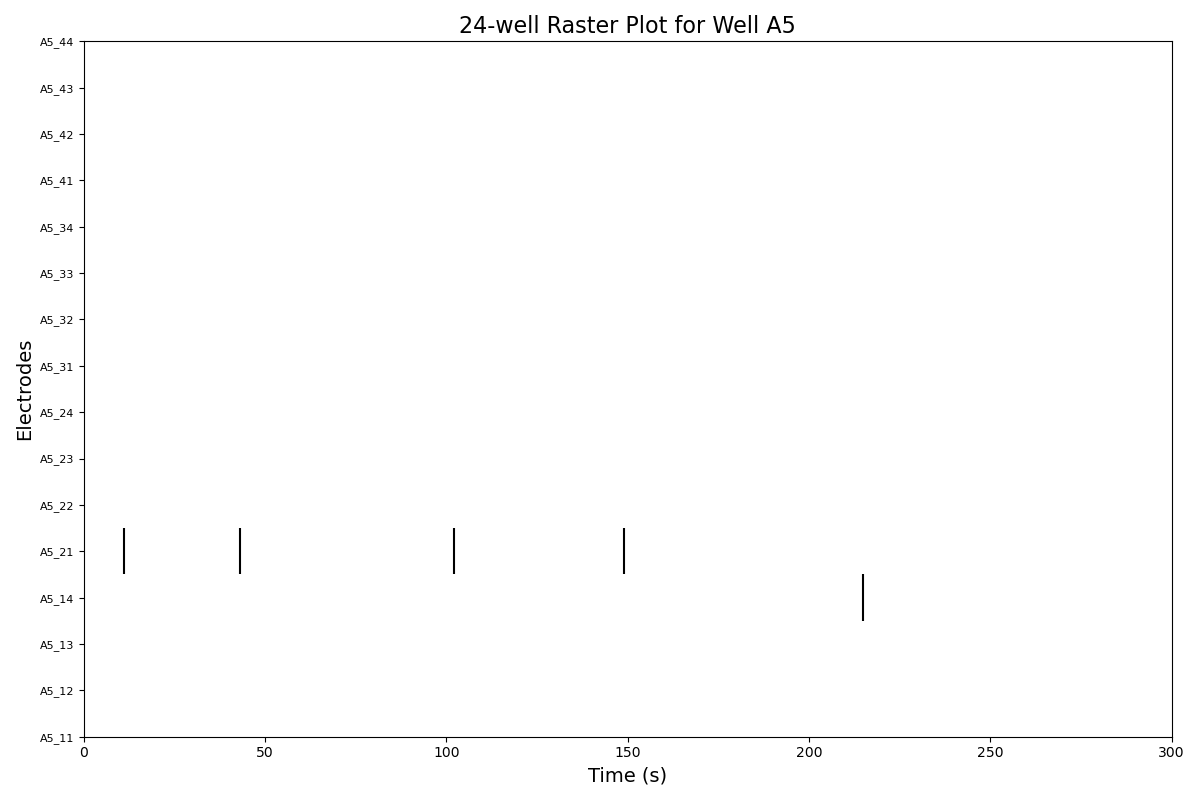 24-well Raster Plot for Well A5
A5_44
A5_43
A5_42
A5_41
A5_34
A5_33
A5_32
A5_31
A5_24
A5_23
A5_22
A5_21
A5_14
A5_13
A5_12
A5_11
Electrodes
0 50 100 150 200 250 300
Time (s)